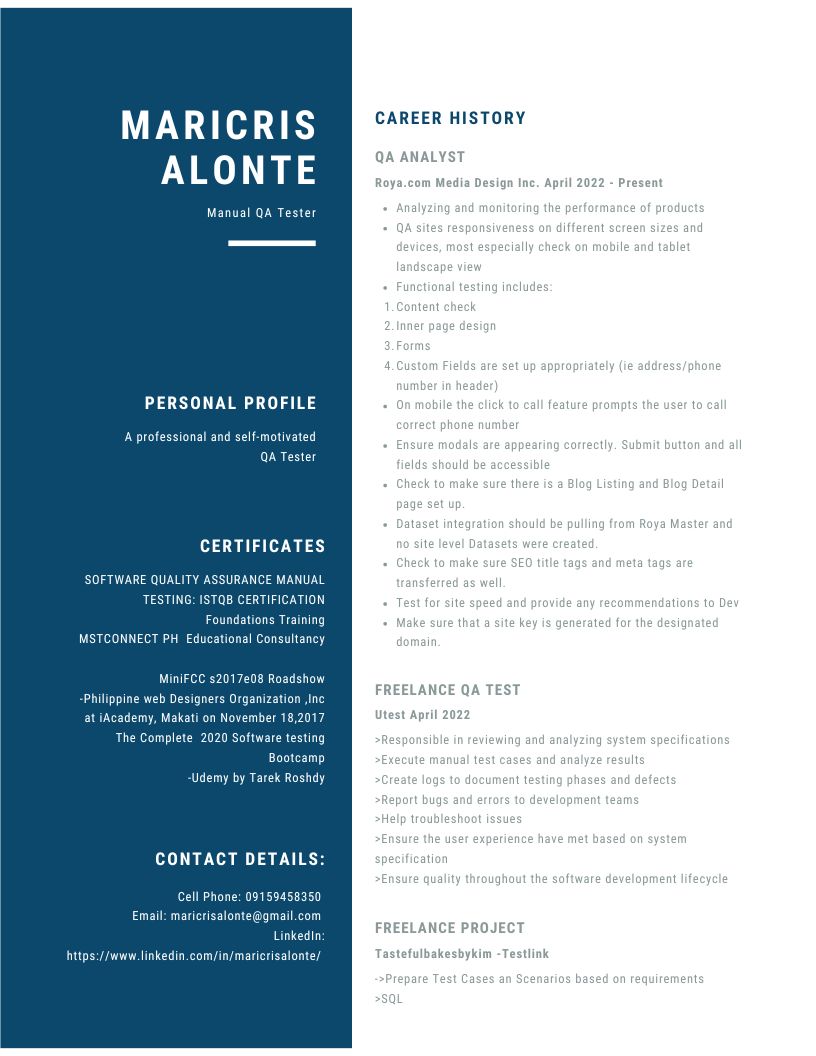 MARICRIS
ALONTE
Manual QA Tester
PERSONAL PROFILE
A professional and self-motivated
QA Tester
CERTIFICATES
SOFTWARE QUALITY ASSURANCE MANUAL
TESTING: ISTQB CERTIFICATION
Foundations Training
MSTCONNECT PH  Educational Consultancy
MiniFCC s2017e08 Roadshow
-Philippine web Designers Organization ,Inc
at iAcademy, Makati on November 18,2017
The Complete  2020 Software testing
Bootcamp
-Udemy by Tarek Roshdy
CONTACT DETAILS:
Cell Phone: 09159458350
Email: maricrisalonte@gmail.com
LinkedIn:
https://www.linkedin.com/in/maricrisalonte/
CAREER HISTORY
QA ANALYST
Roya.com Media Design Inc. April 2022 - Present
• Analyzing and monitoring the performance of products
• QA sites responsiveness on different screen sizes and
devices, most especially check on mobile and tablet
landscape view
• Functional testing includes:
1. Content check
2. Inner page design
3. Forms
4. Custom Fields are set up appropriately (ie address/phone
number in header)
• On mobile the click to call feature prompts the user to call
correct phone number
• Ensure modals are appearing correctly. Submit button and all
fields should be accessible
• Check to make sure there is a Blog Listing and Blog Detail
page set up.
• Dataset integration should be pulling from Roya Master and
no site level Datasets were created.
• Check to make sure SEO title tags and meta tags are
transferred as well.
• Test for site speed and provide any recommendations to Dev
• Make sure that a site key is generated for the designated
domain.
FREELANCE QA TEST
Utest April 2022
>Responsible in reviewing and analyzing system specifications
>Execute manual test cases and analyze results
>Create logs to document testing phases and defects
>Report bugs and errors to development teams
>Help troubleshoot issues
>Ensure the user experience have met based on system
specification
>Ensure quality throughout the software development lifecycle
FREELANCE PROJECT
Tastefulbakesbykim -Testlink
->Prepare Test Cases an Scenarios based on requirements
>SQL